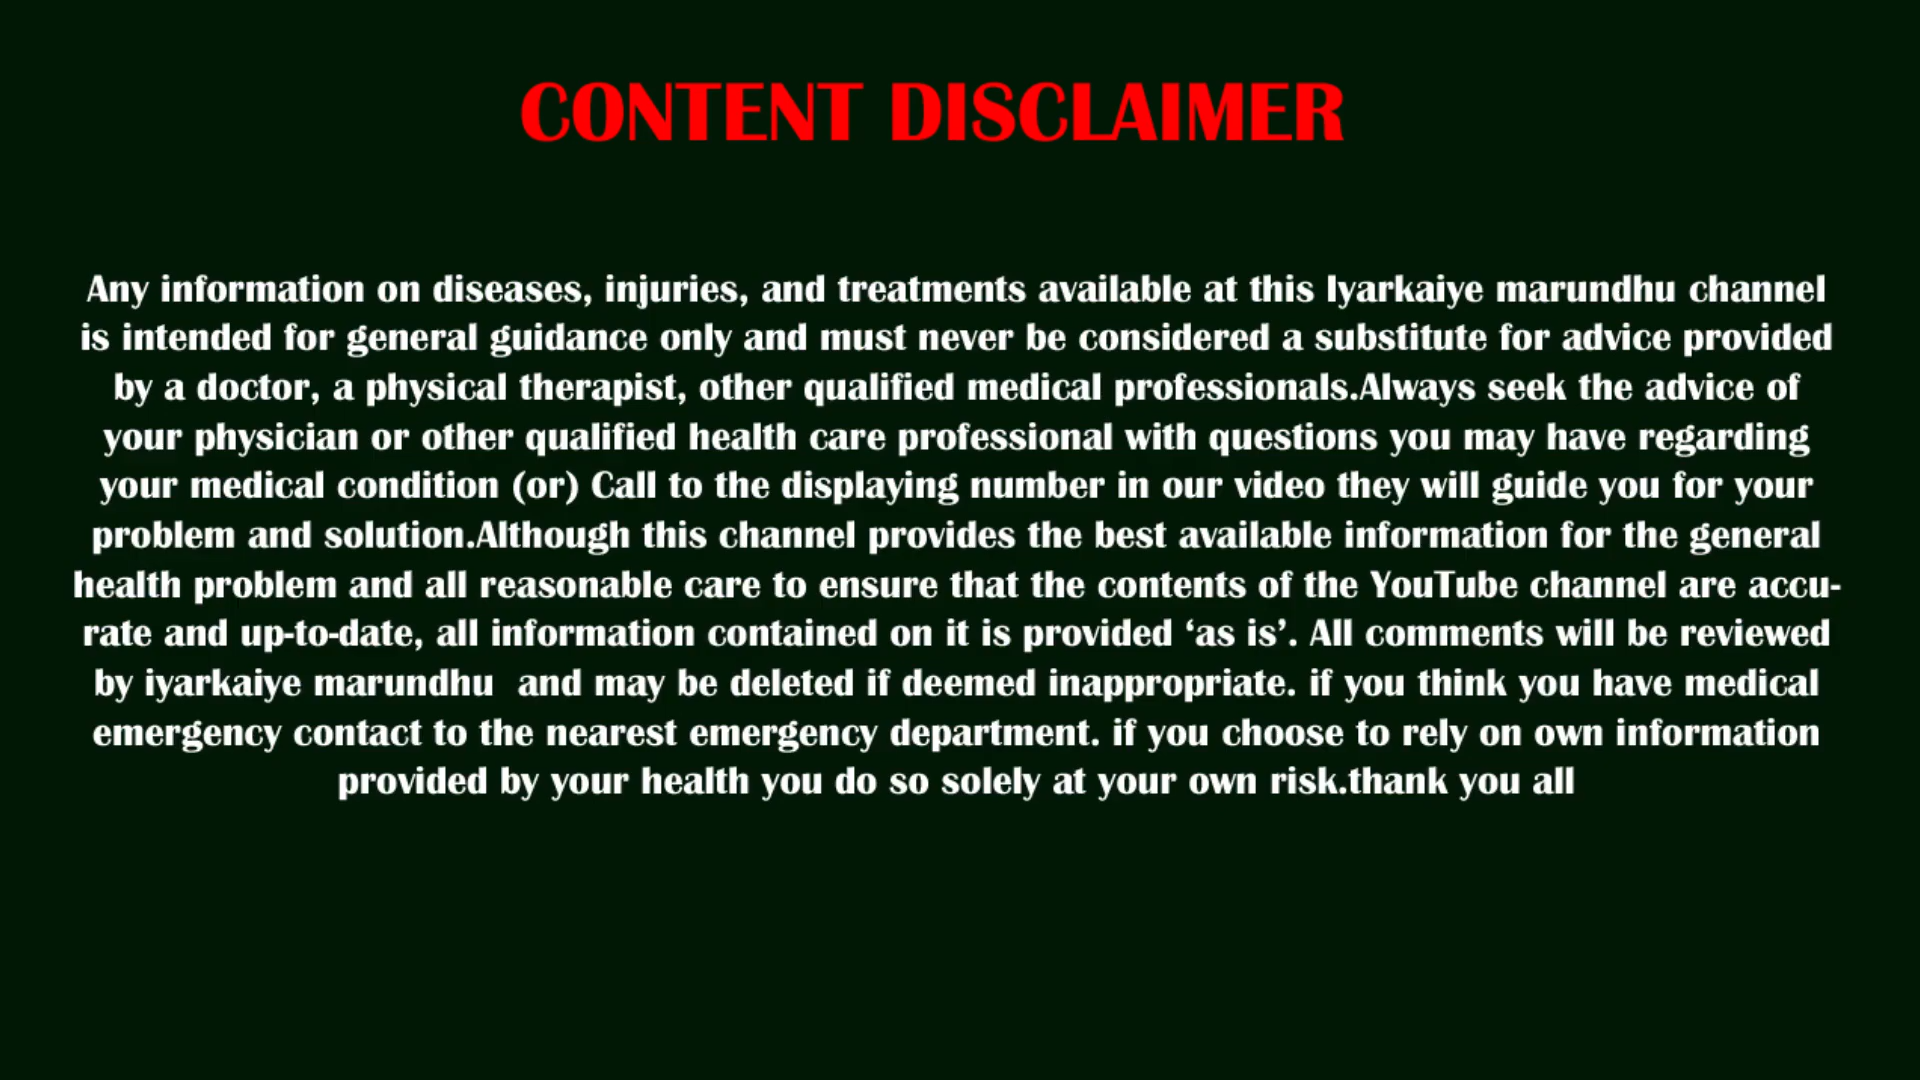 CONTENT DISCLAIMER
Any information on diseases, injuries, and treatments available at this Iyarkaiye marundhu channel
is intended for general guidance only and must never be considered a substitute for advice provided
by a doctor, a physical therapist, other qualified medical professionals.Always seek the advice of
your physician or other qualified health care professional with questions you may have regarding
your medical condition (or) Call to the displaying number in our video they will guide you for your
problem and solution.Although this channel provides the best available information for the general
health problem and all reasonable care to ensure that the contents of the YouTube channel are accu-
rate and up-to-date, all information contained on it is provided ‘as is’. All comments will be reviewed
by iyarkaiye marundhu  and may be deleted if deemed inappropriate. if you think you have medical
emergency contact to the nearest emergency department. if you choose to rely on own information
provided by your health you do so solely at your own risk.thank you all